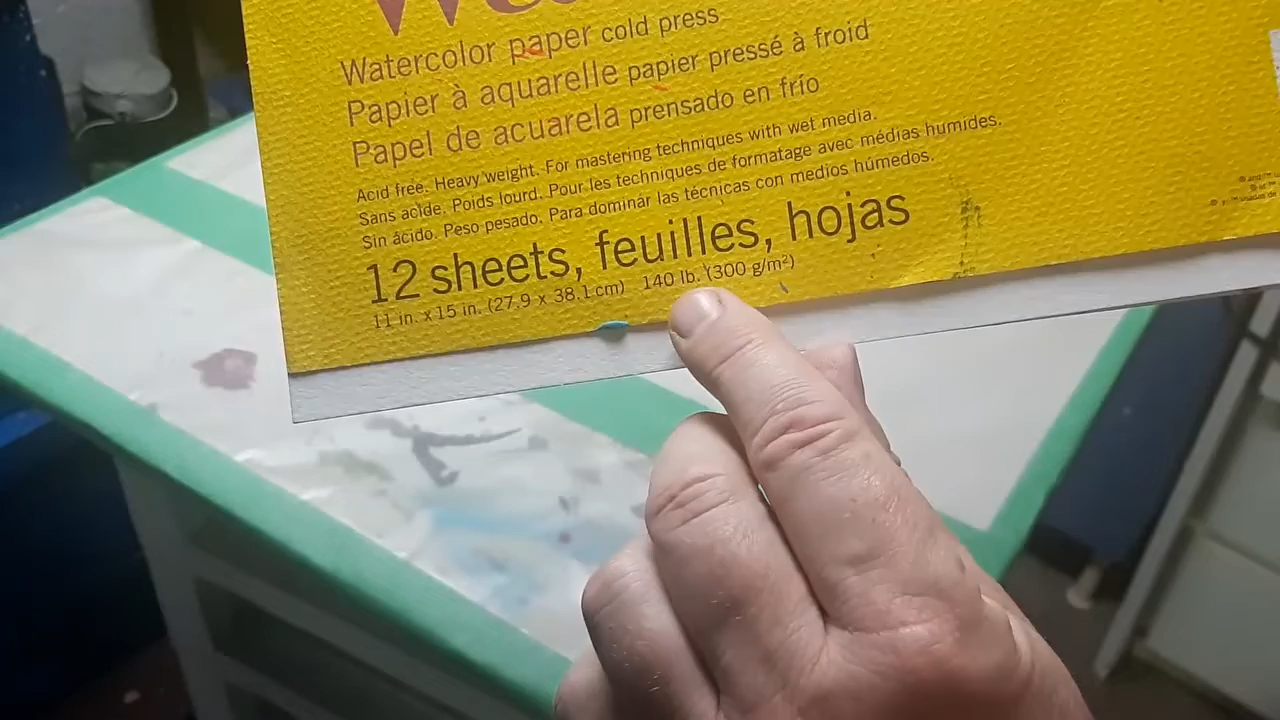 Watercolor paper cold press
Papier à aquarelle papier pressé à froid
Papel de acuarela prensado en frío
Acid free. Heavy weight. For mastering techniques with wet media.
Sans acide. Poids lourd. Pour les techniques de formatage avec médias humides.
Sin ácido. Peso pesado. Para dominar las técnicas con medios húmedos.
12 sheets, feuilles, hojas
11 in. x 15 in. (27.9 x 38.1 cm) 140 lb. (300 g/m²)